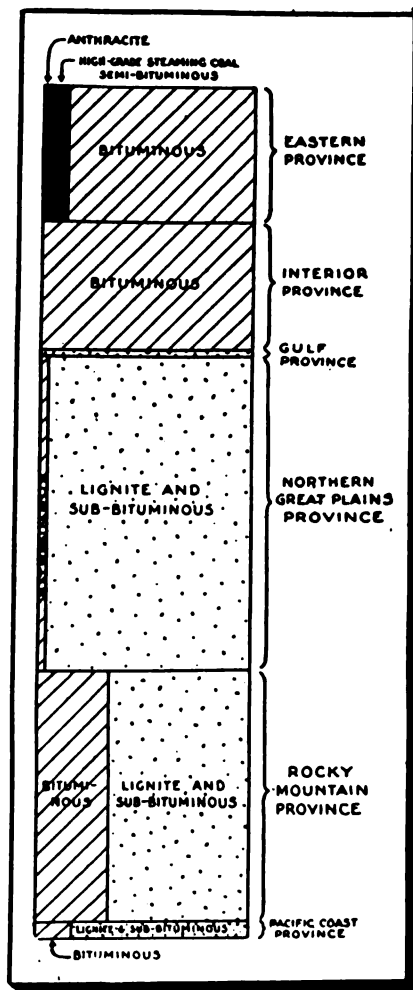 ANTHRACITE
HIGH-GRADE STEAMING COAL
SEMI-BITUMINOUS
BITUMINOUS
EASTERN
PROVINCE
BITUMINOUS
INTERIOR
PROVINCE
GULF
PROVINCE
LIGNITE AND
SUB-BITUMINOUS
NORTHERN
GREAT PLAINS
PROVINCE
BITUMI-
NOUS
LIGNITE AND
SUB-BITUMINOUS
ROCKY
MOUNTAIN
PROVINCE
LIGNITE & SUB-BITUMINOUS
PACIFIC COAST
PROVINCE
BITUMINOUS